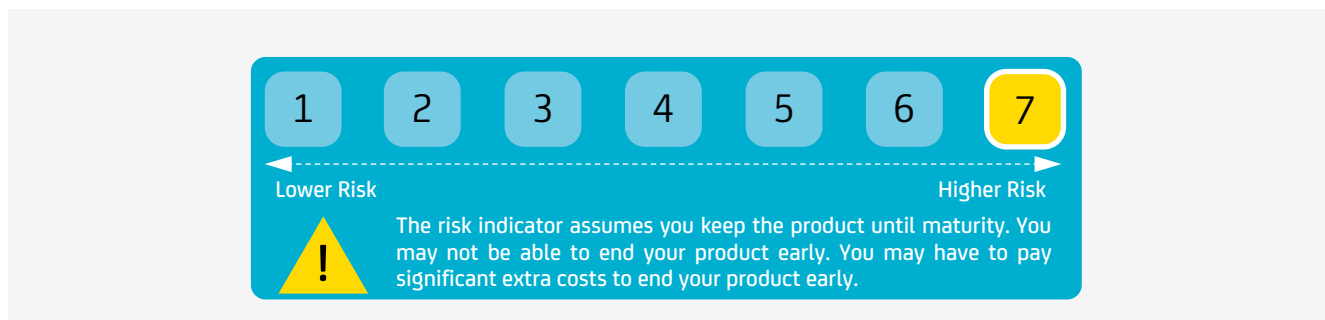 1 2 3 4 5 6 7
Lower Risk Higher Risk
!
The risk indicator assumes you keep the product until maturity. You
may not be able to end your product early. You may have to pay
significant extra costs to end your product early.